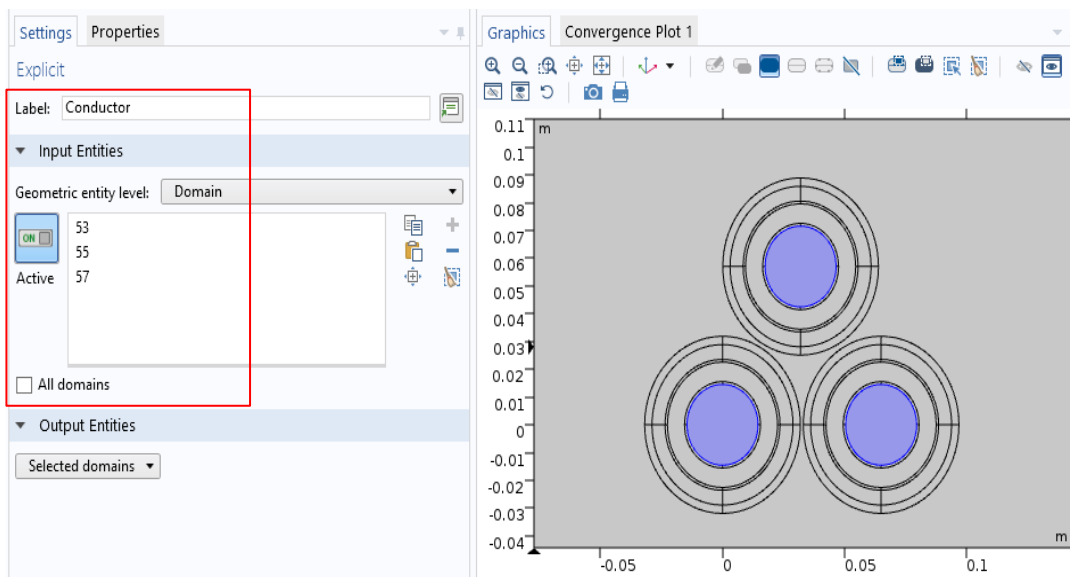 Settings Properties
Explicit
Label: Conductor
Input Entities
Geometric entity level: Domain
ON
Active
53
55
57
All domains
Output Entities
Selected domains
Graphics Convergence Plot 1
0.11
0.1
0.09
0.08
0.07
0.06
0.05
0.04
0.03
0.02
0.01
0
-0.01
-0.02
-0.03
-0.04
m
m
-0.05 0 0.05 0.1